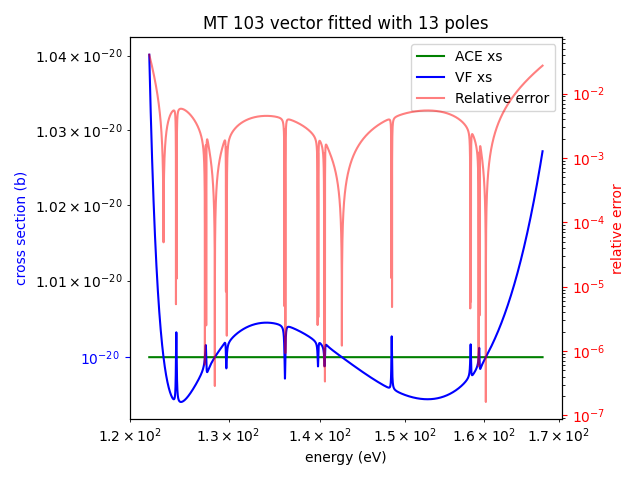 MT 103 vector fitted with 13 poles
ACE xs
VF xs
Relative error
cross section (b)
1.04 × 10⁻²⁰
1.03 × 10⁻²⁰
1.02 × 10⁻²⁰
1.01 × 10⁻²⁰
10⁻²⁰
10⁻²
10⁻³
10⁻⁴
10⁻⁵
10⁻⁶
10⁻⁷
relative error
1.2 × 10² 1.3 × 10² 1.4 × 10² 1.5 × 10² 1.6 × 10² 1.7 × 10²
energy (eV)